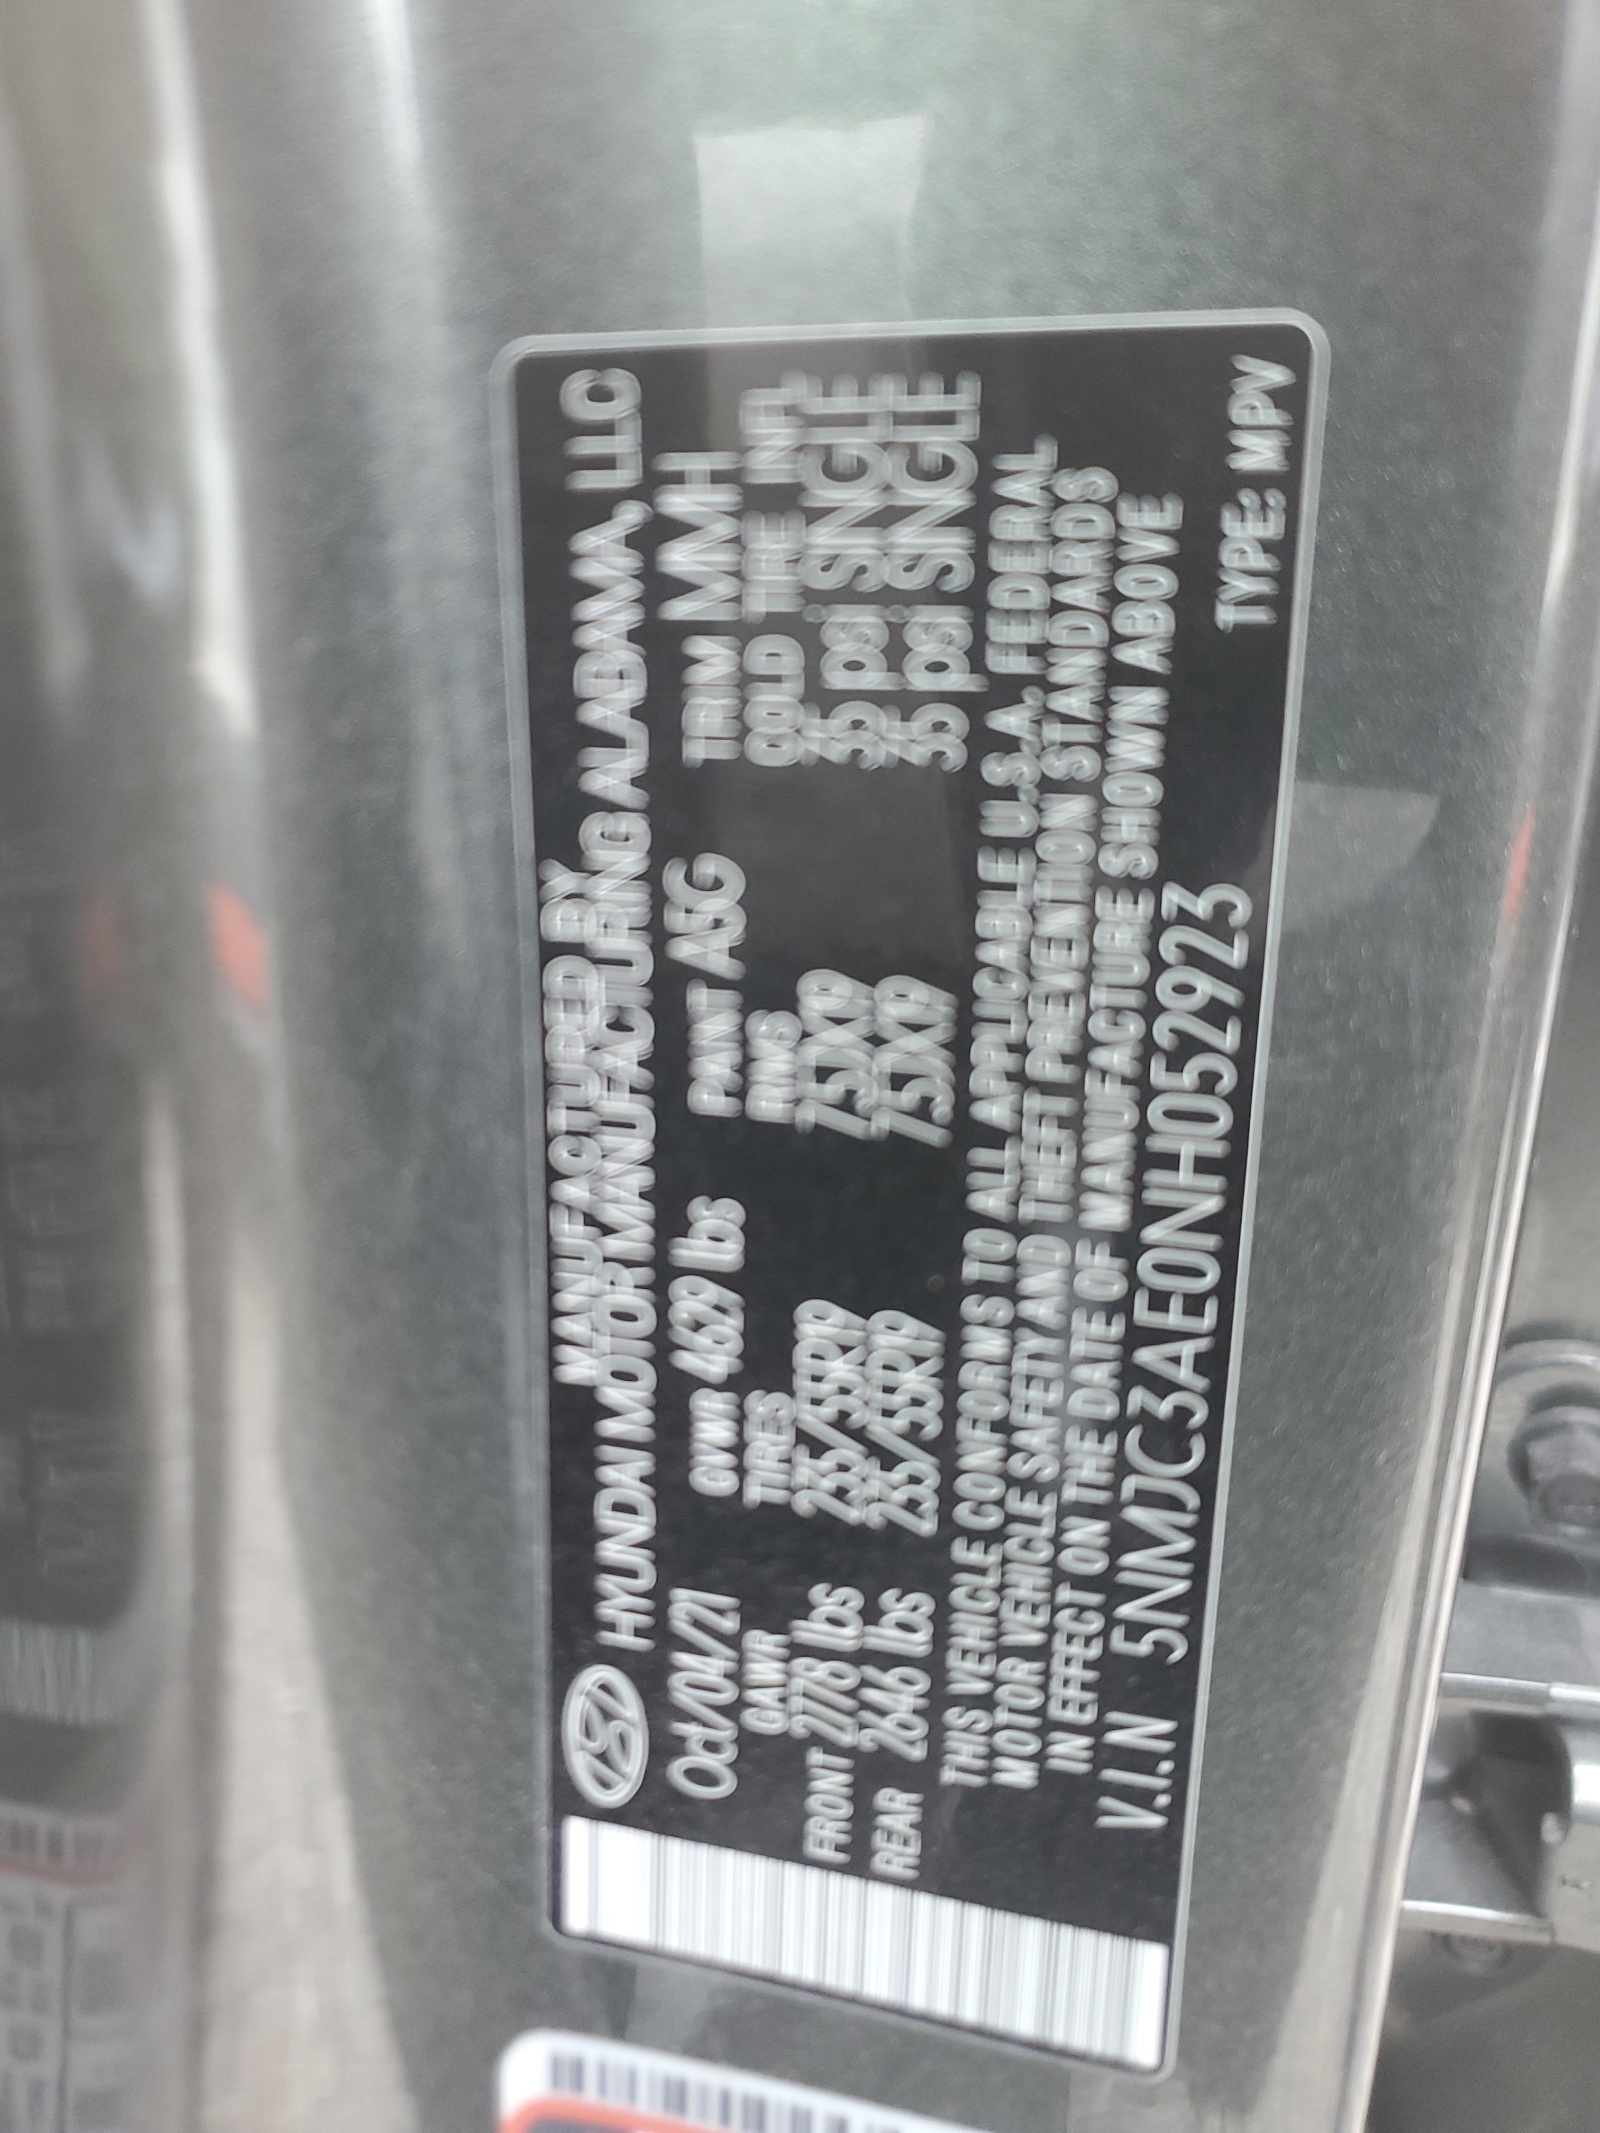 MANUFACTURED BY
HYUNDAI MOTOR MANUFACTURING ALABAMA, LLC
Oct/04/21 GVWR 4629 lbs PAINT A5G TRIM MMH
GAWR TIRES RIMS COLD TIRE INFL
FRONT 2778 lbs 235/55R19 7.5JX19 35 psi SINGLE
REAR 2646 lbs 235/55R19 7.5JX19 35 psi SINGLE
THIS VEHICLE CONFORMS TO ALL APPLICABLE U.S.A. FEDERAL
MOTOR VEHICLE SAFETY AND THEFT PREVENTION STANDARDS
IN EFFECT ON THE DATE OF MANUFACTURE SHOWN ABOVE
V.I.N 5NMJC3AE0NH052923 TYPE: MPV